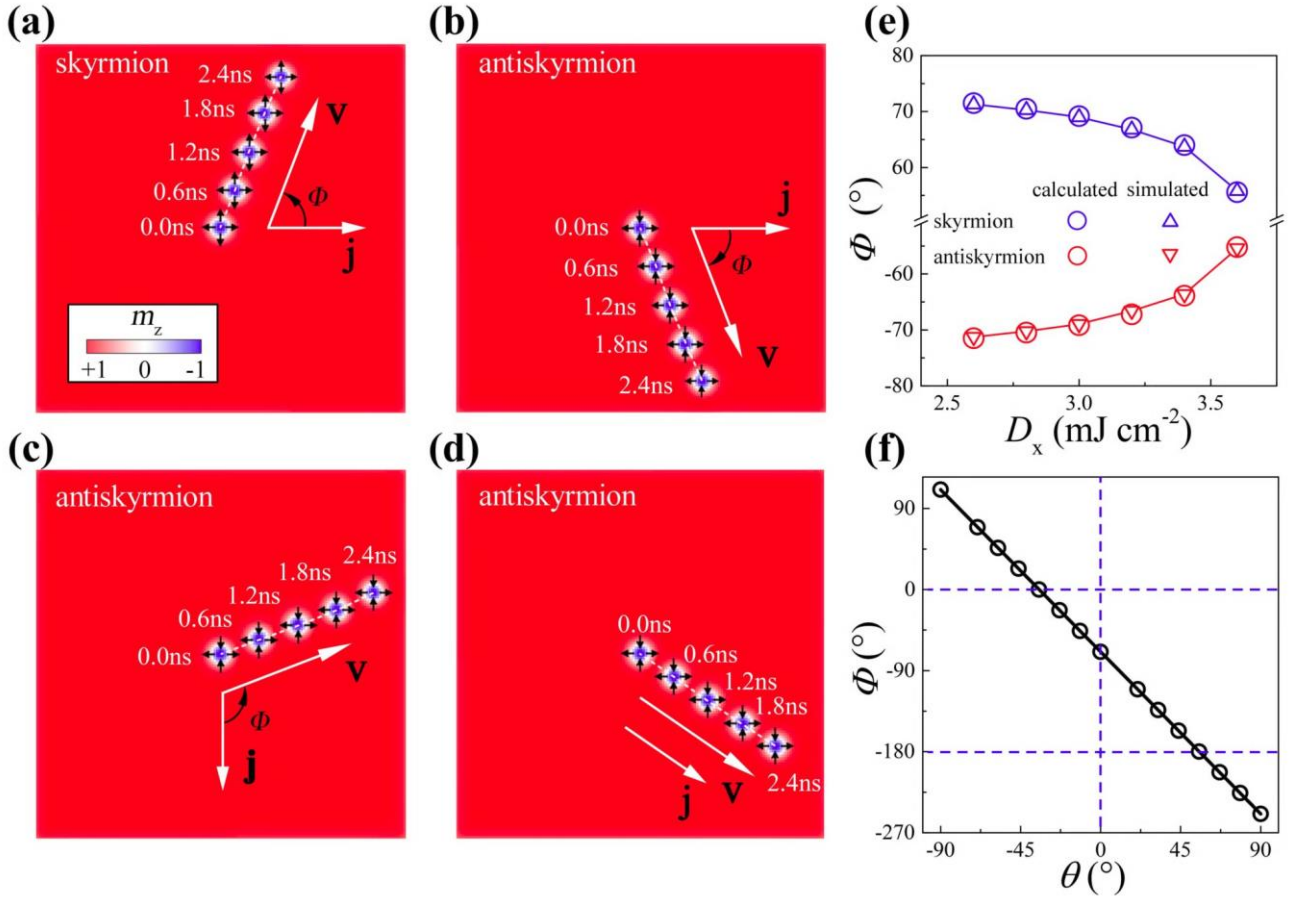 (a)
skyrmion
2.4ns
1.8ns
1.2ns
0.6ns
0.0ns
v
Φ
j
m_z
+1 0 -1
(b)
antiskyrmion
0.0ns
0.6ns
1.2ns
1.8ns
2.4ns
j
Φ
v
(e)
80
70
60
-60
-70
-80
Φ (°)
calculated simulated
skyrmion
antiskyrmion
2.5 3.0 3.5
D_x (mJ cm⁻²)
(c)
antiskyrmion
2.4ns
1.8ns
1.2ns
0.6ns
0.0ns
v
Φ
j
(d)
antiskyrmion
0.0ns
0.6ns
1.2ns
1.8ns
2.4ns
v
j
(f)
90
0
-90
-180
-270
Φ (°)
-90 -45 0 45 90
θ (°)